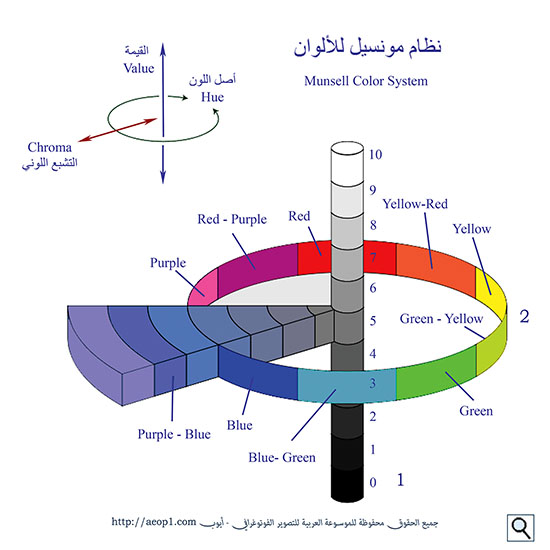 نظام مونسيل للألوان
Munsell Color System
القيمة
Value
أصل اللون
Hue
Chroma
التشبع اللوني
10
9
8
7
6
5
4
3
2
1
0
Yellow-Red
Red
Red - Purple
Yellow
Purple
Green - Yellow
2
Green
Blue
Purple - Blue
Blue- Green
1
جميع الحقوق محفوظة للموسوعة العربية للتصوير الفوتوغرافي - أيوب http://aeop1.com